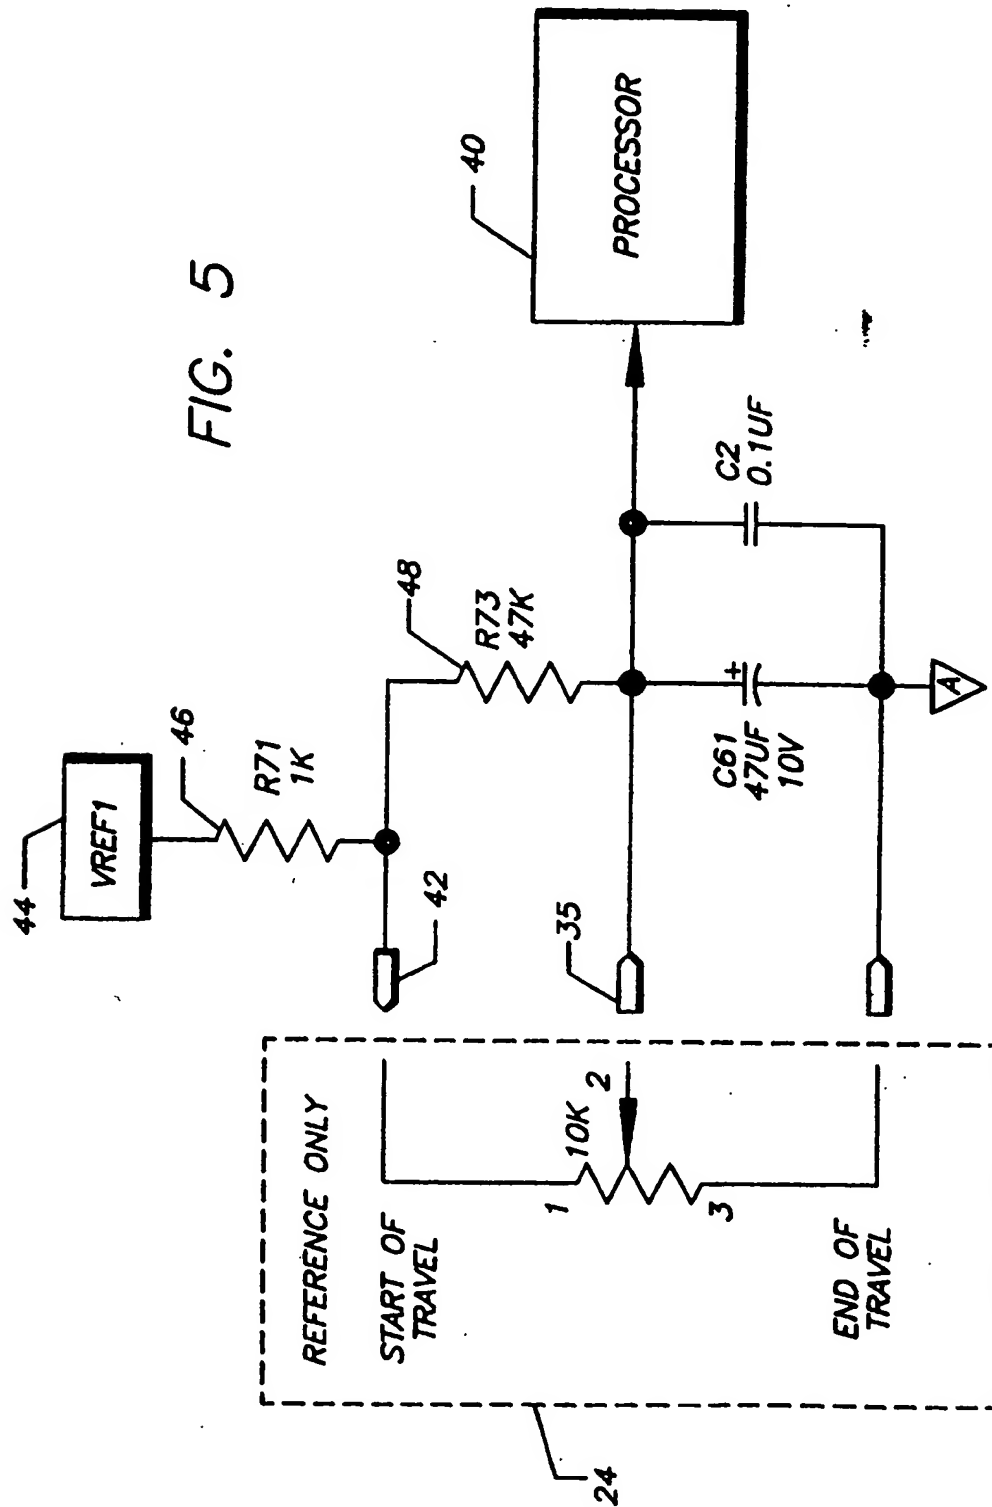 FIG. 5
44
VREF1
46
R71
1K
42
48
R73
47K
40
PROCESSOR
35
C61
47UF
10V
+
C2
0.1UF
A
REFERENCE ONLY
START OF
TRAVEL
1
10K
2
3
END OF
TRAVEL
24